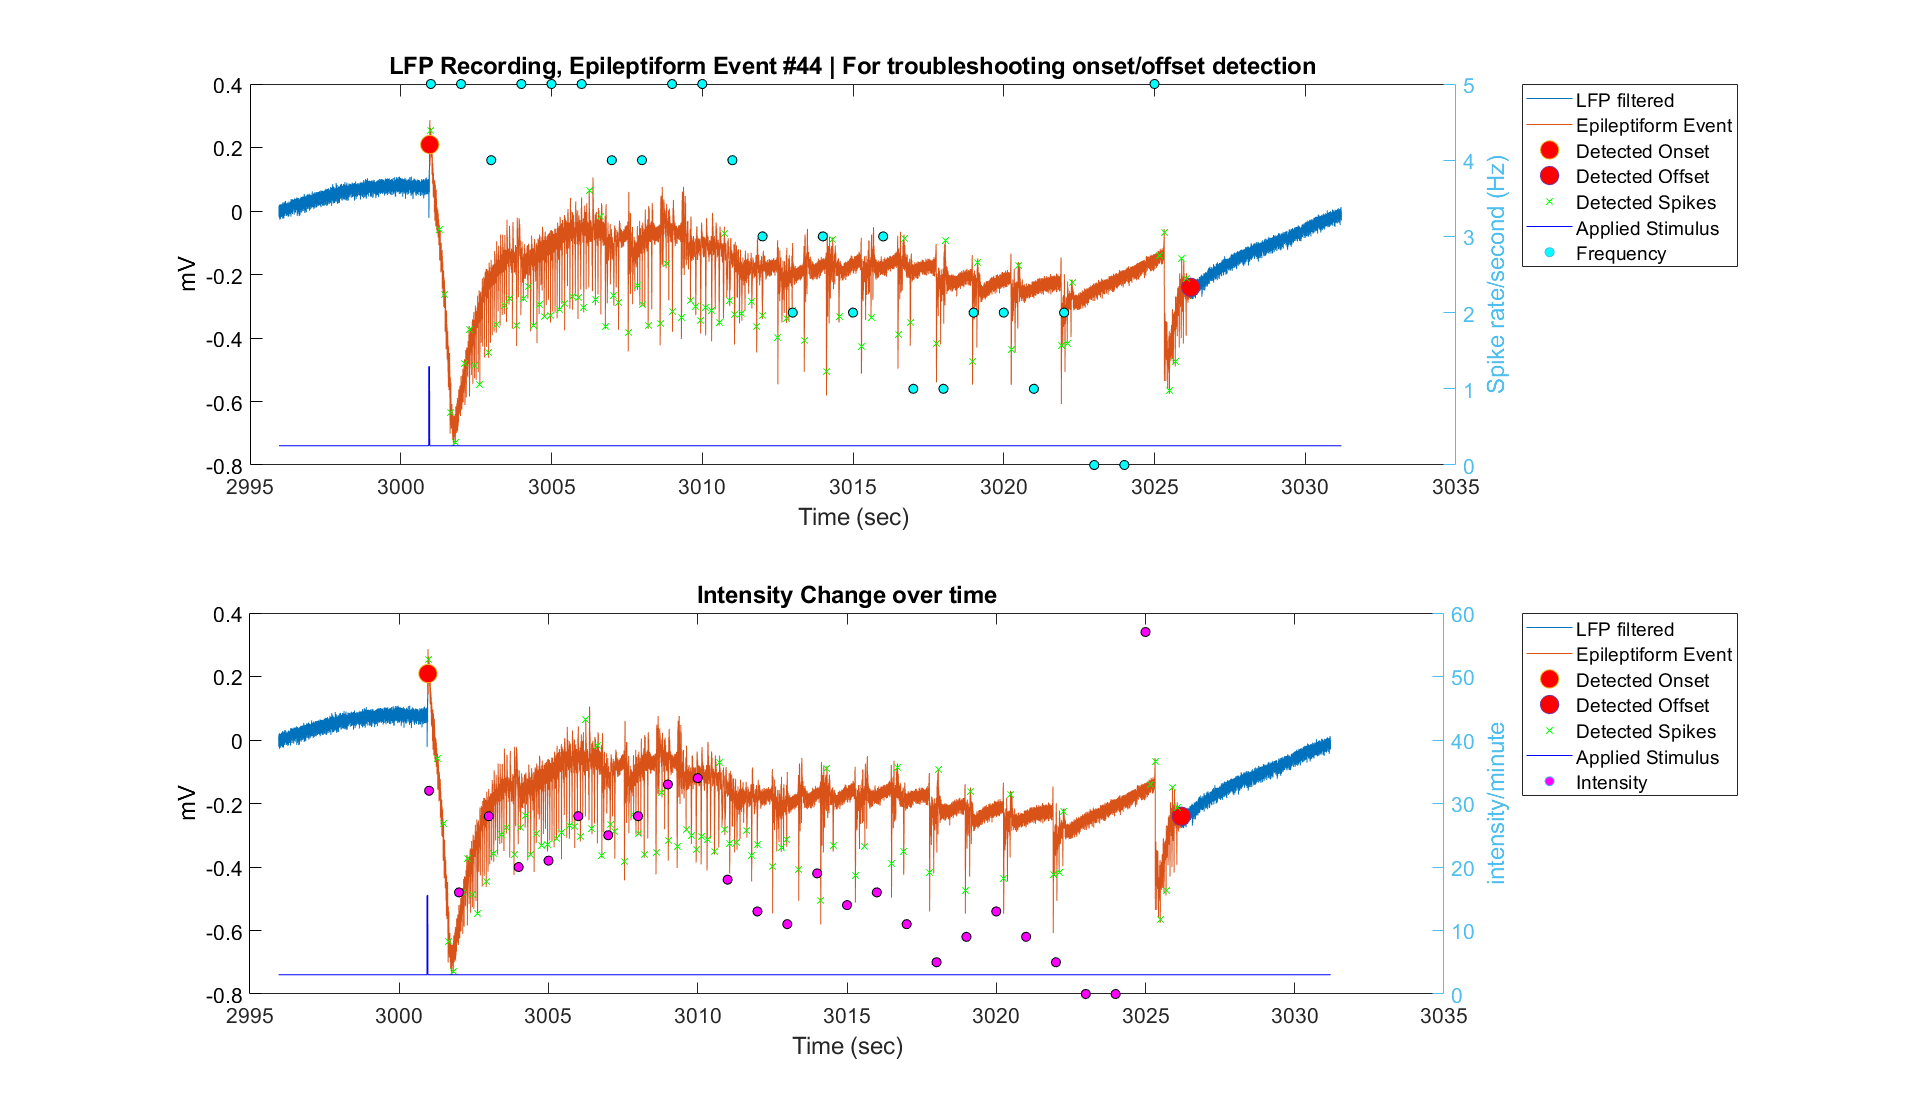 LFP Recording, Epileptiform Event #44 | For troubleshooting onset/offset detection
0.4
0.2
0
-0.2
-0.4
-0.6
-0.8
mV
5
4
3
2
1
0
Spike rate/second (Hz)
2995 3000 3005 3010 3015 3020 3025 3030 3035
Time (sec)
LFP filtered
Epileptiform Event
Detected Onset
Detected Offset
Detected Spikes
Applied Stimulus
Frequency
Intensity Change over time
0.4
0.2
0
-0.2
-0.4
-0.6
-0.8
mV
60
50
40
30
20
10
0
intensity/minute
2995 3000 3005 3010 3015 3020 3025 3030 3035
Time (sec)
LFP filtered
Epileptiform Event
Detected Onset
Detected Offset
Detected Spikes
Applied Stimulus
Intensity